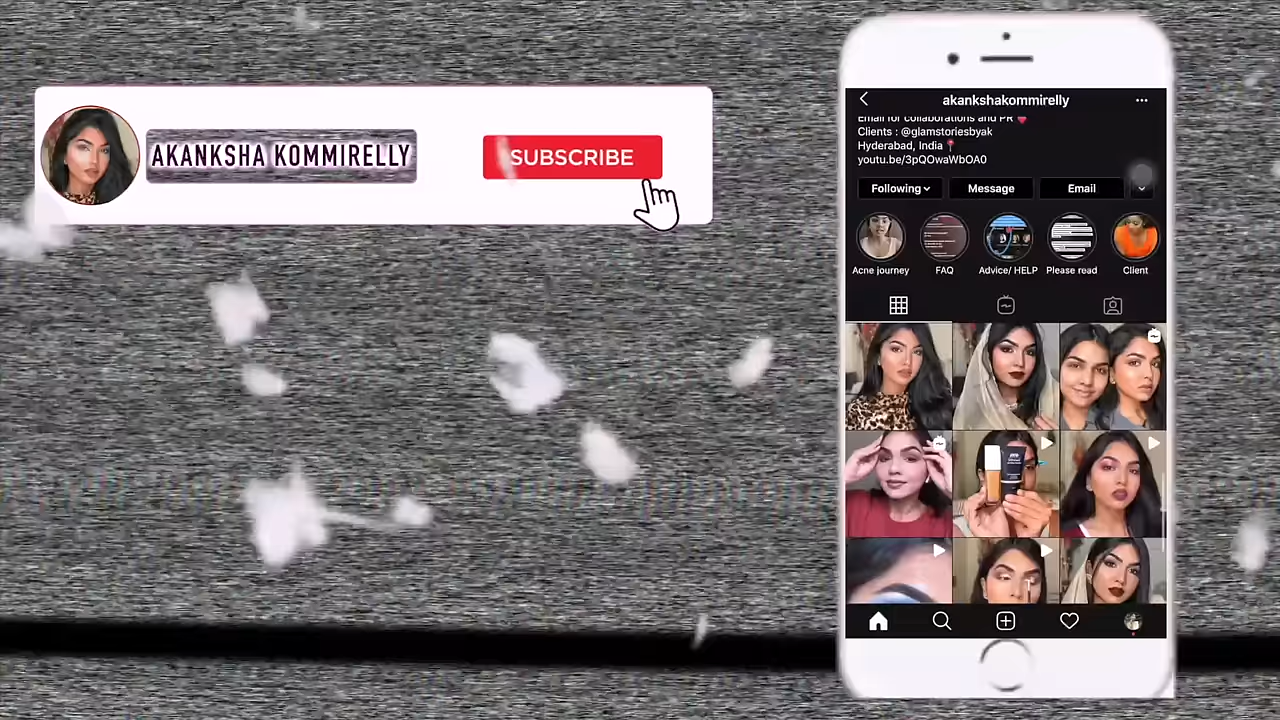 AKANKSHA KOMMIRELLY
SUBSCRIBE
akankshakommirelly
Email for collaborations and PR
Clients : @glamstoriesbyak
Hyderabad, India
youtu.be/3pQOwaWbOA0
Following
Message
Email
Acne journey
FAQ
Advice/ HELP
Please read
Client